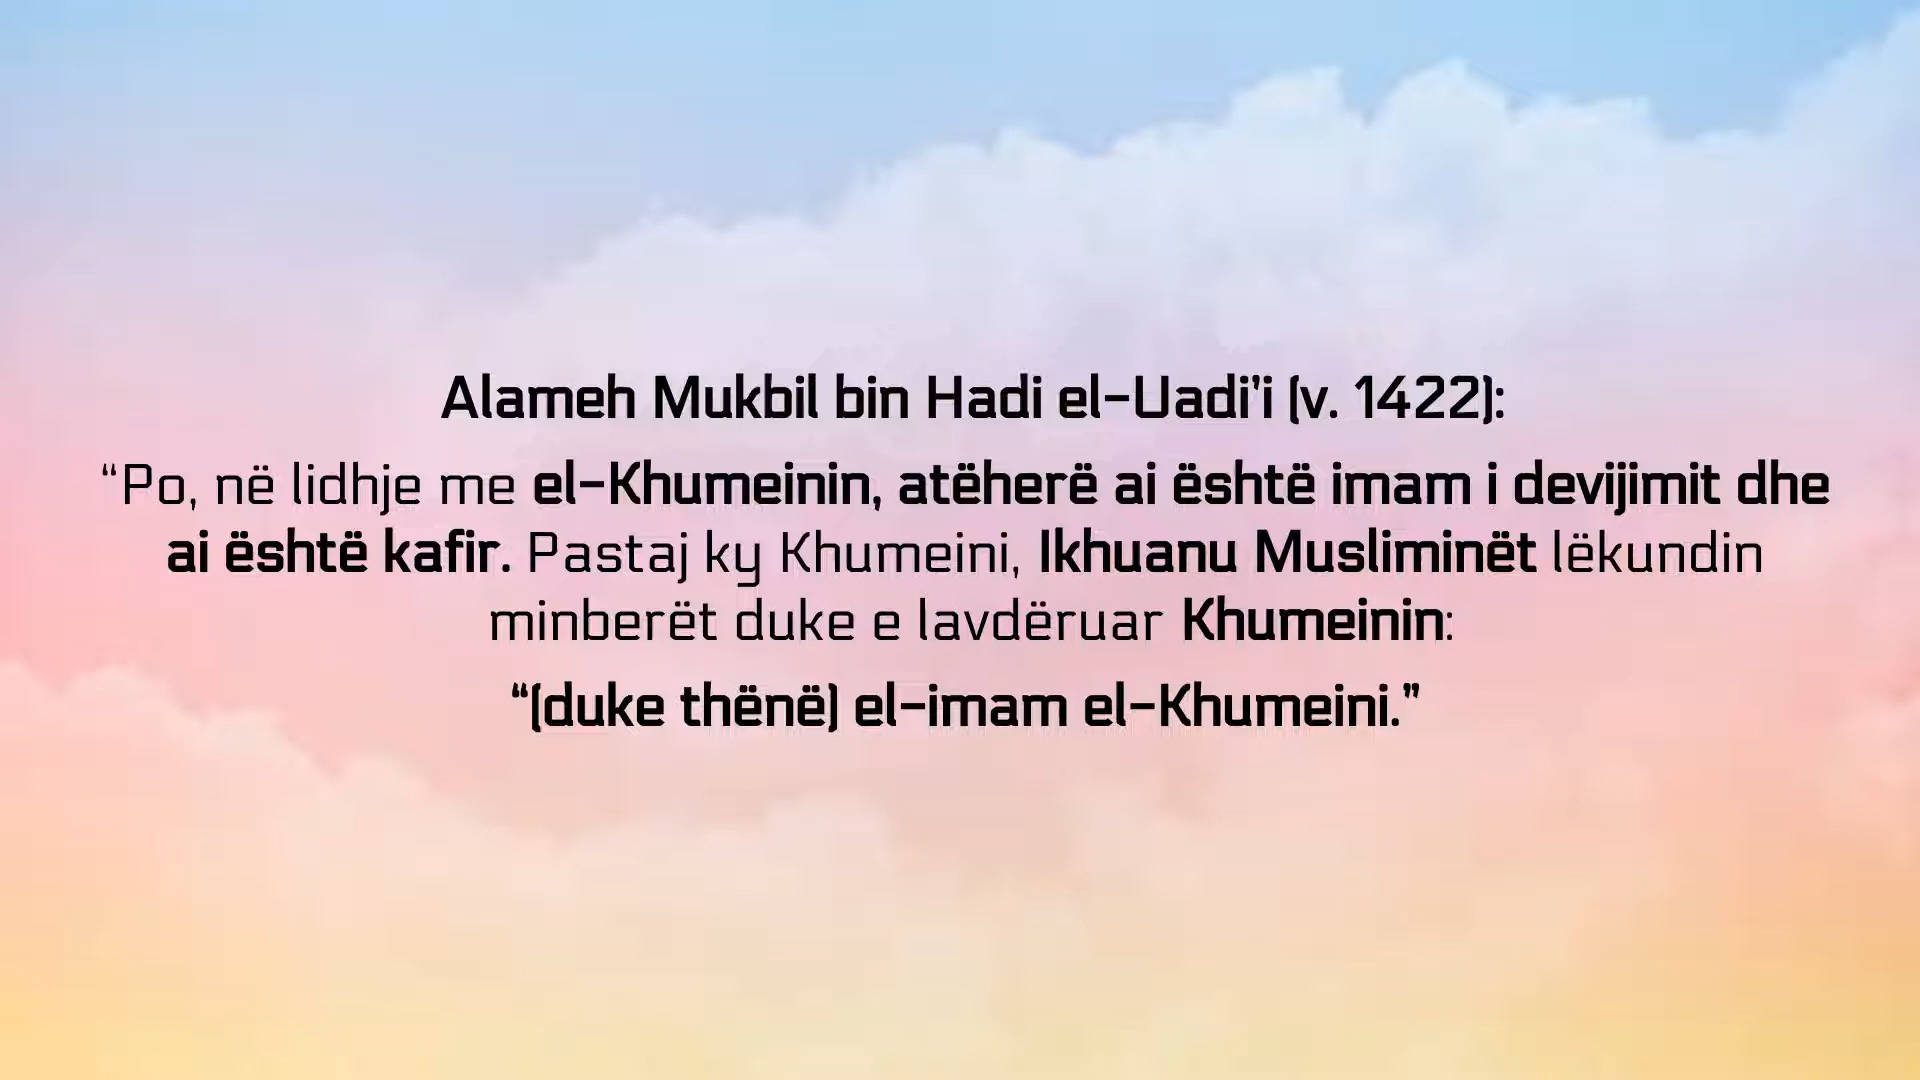 Alameh Mukbil bin Hadi el-Uadi’i (v. 1422):
“Po, në lidhje me el-Khumeinin, atëherë ai është imam i devijimit dhe
ai është kafir. Pastaj ky Khumeini, Ikhuanu Musliminët lëkundin
minberët duke e lavdëruar Khumeinin:
“(duke thënë) el-imam el-Khumeini.”